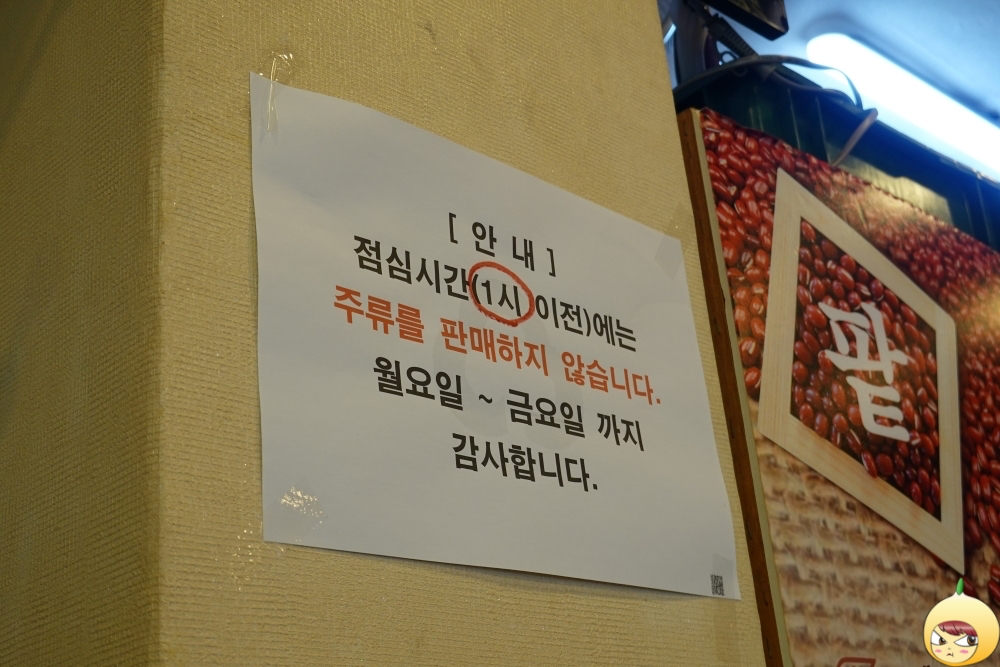 [ 안 내 ]
점심시간(1시 이전)에는
주류를 판매하지 않습니다.
월요일 ~ 금요일 까지
감사합니다.
팥